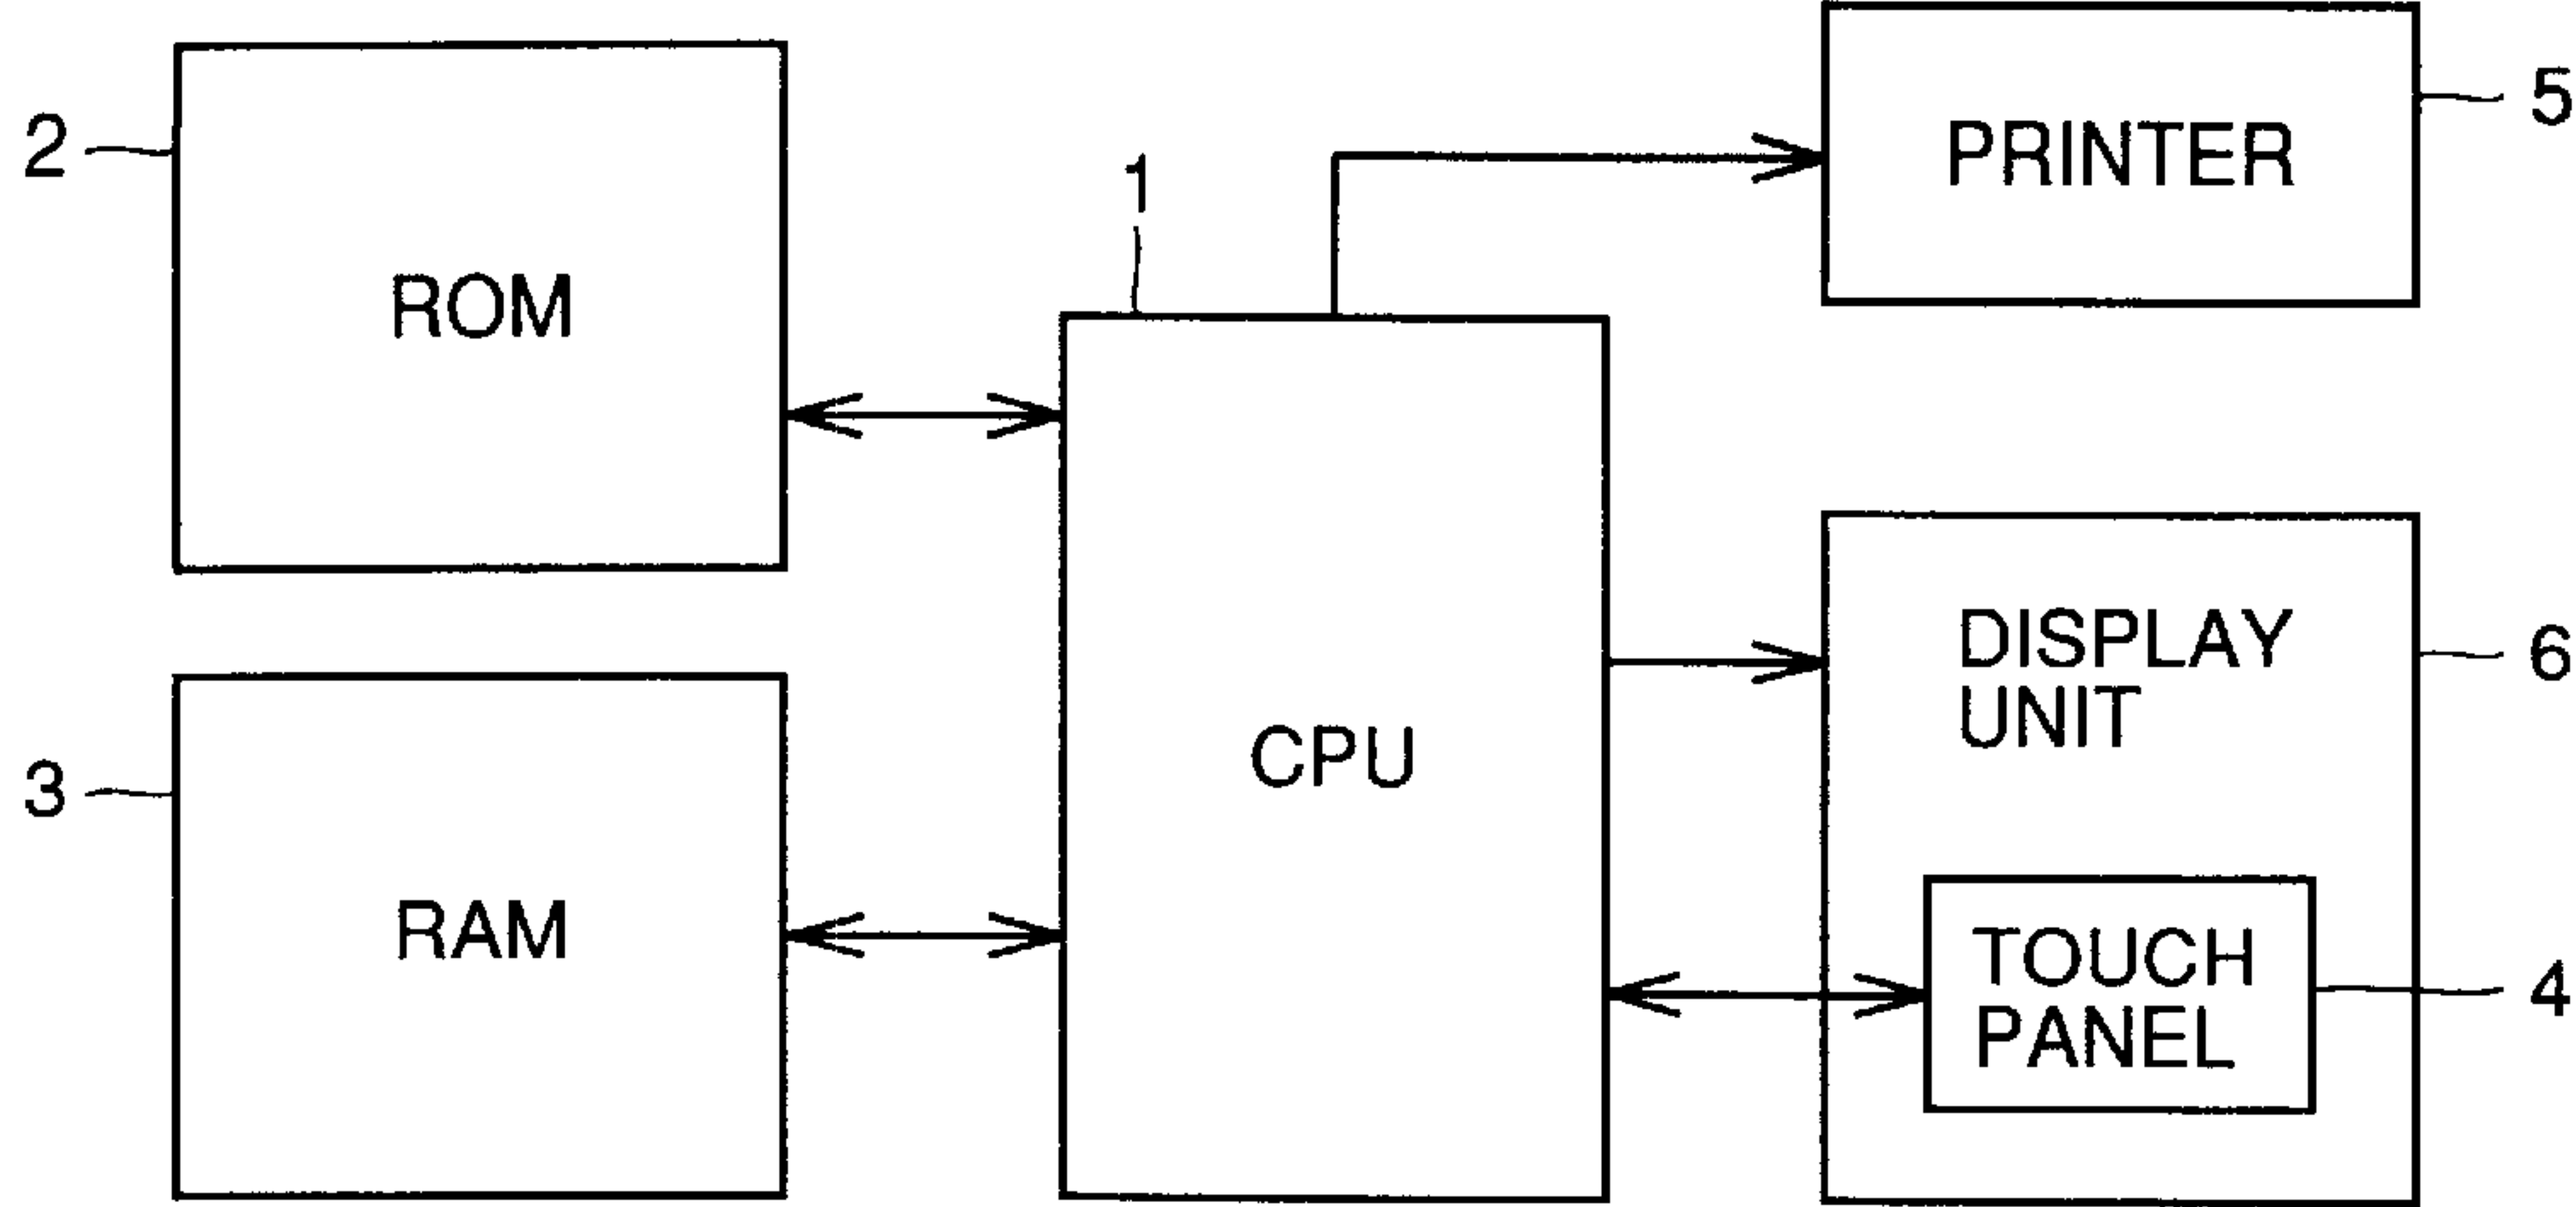 2
ROM
1
PRINTER
5
3
RAM
CPU
DISPLAY
UNIT
6
TOUCH
PANEL
4